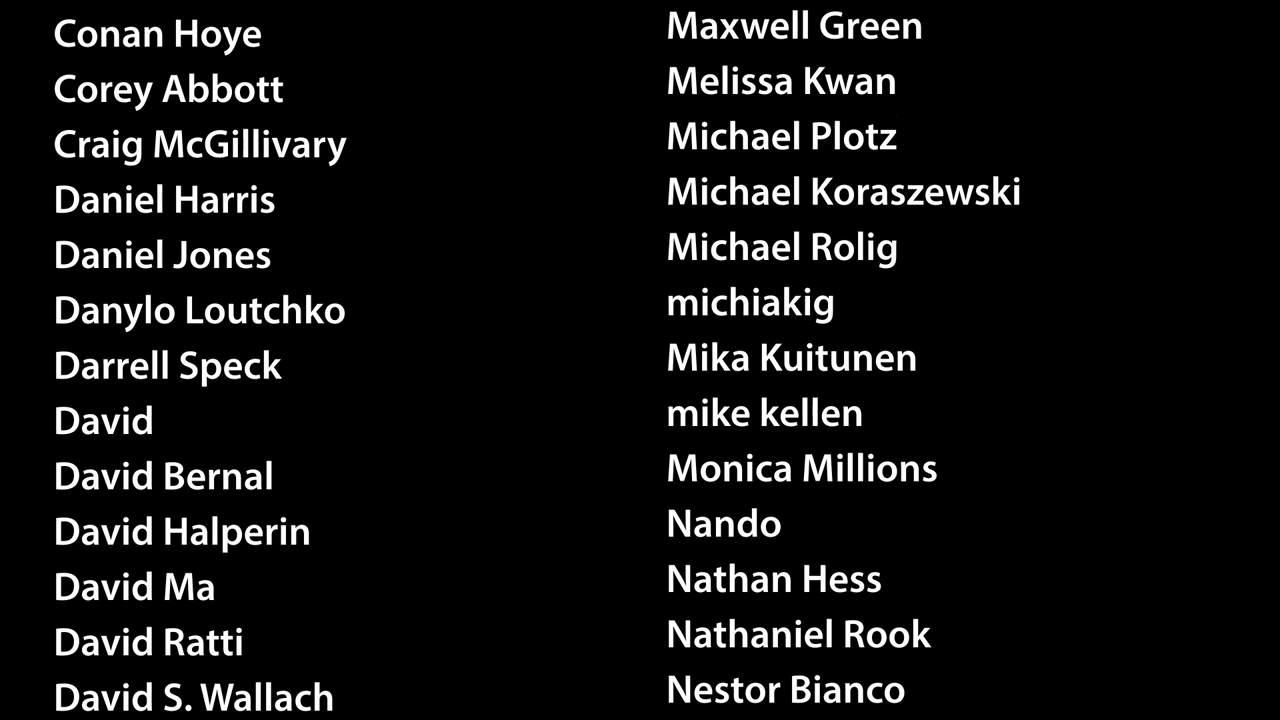 Conan Hoye
Corey Abbott
Craig McGillivary
Daniel Harris
Daniel Jones
Danylo Loutchko
Darrell Speck
David
David Bernal
David Halperin
David Ma
David Ratti
David S. Wallach
Maxwell Green
Melissa Kwan
Michael Plotz
Michael Koraszewski
Michael Rolig
michiakig
Mika Kuitunen
mike kellen
Monica Millions
Nando
Nathan Hess
Nathaniel Rook
Nestor Bianco